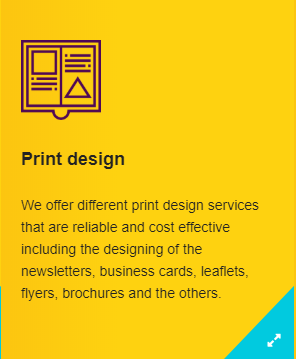 Print design
We offer different print design services
that are reliable and cost effective
including the designing of the
newsletters, business cards, leaflets,
flyers, brochures and the others.